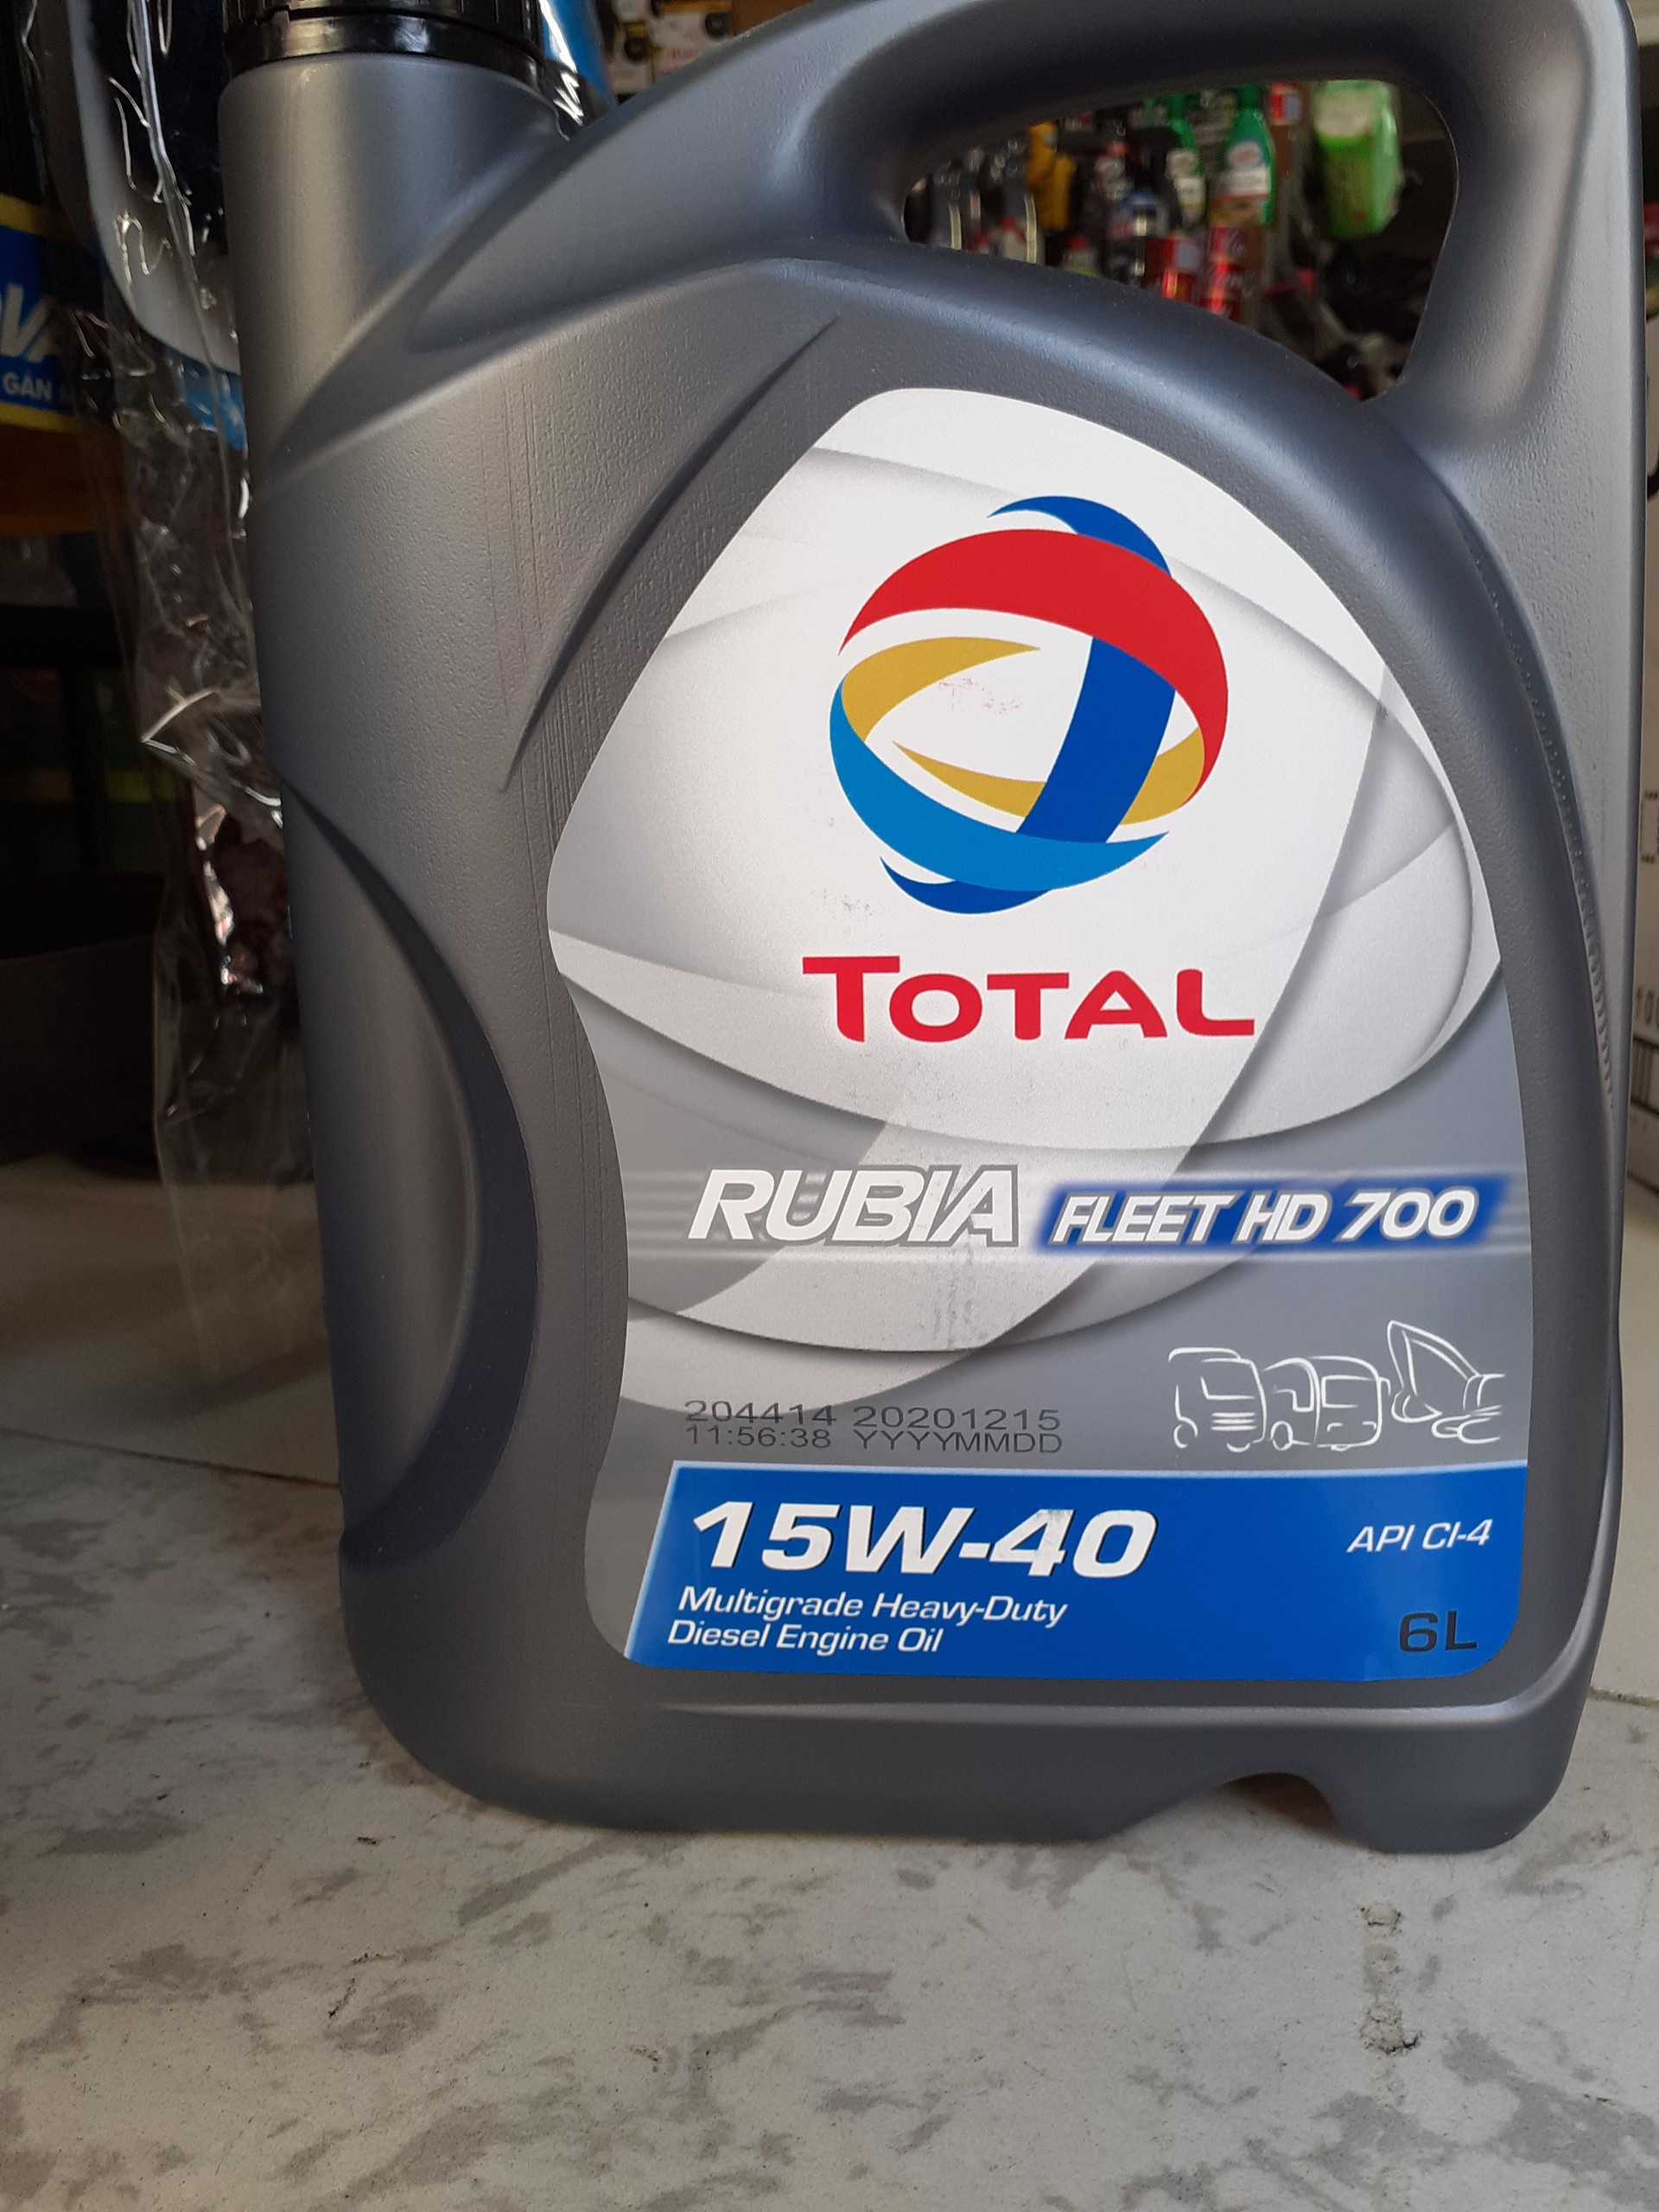 GẮN
TOTAL
RUBIA FLEET HD 700
204414 20201215
11:56:38 YYYYMMDD
15W-40
API CI-4
Multigrade Heavy-Duty
Diesel Engine Oil
6L